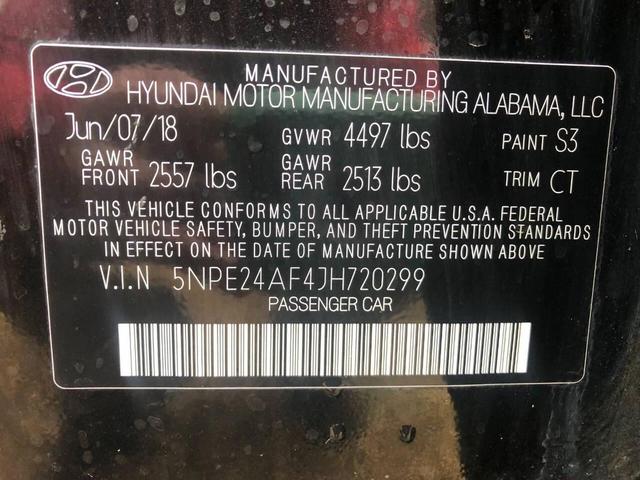 MANUFACTURED BY
HYUNDAI MOTOR MANUFACTURING ALABAMA, LLC
Jun/07/18 GVWR 4497 lbs PAINT S3
GAWR FRONT 2557 lbs GAWR REAR 2513 lbs TRIM CT
THIS VEHICLE CONFORMS TO ALL APPLICABLE U.S.A. FEDERAL
MOTOR VEHICLE SAFETY, BUMPER, AND THEFT PREVENTION STANDARDS
IN EFFECT ON THE DATE OF MANUFACTURE SHOWN ABOVE
V.I.N 5NPE24AF4JH720299
PASSENGER CAR